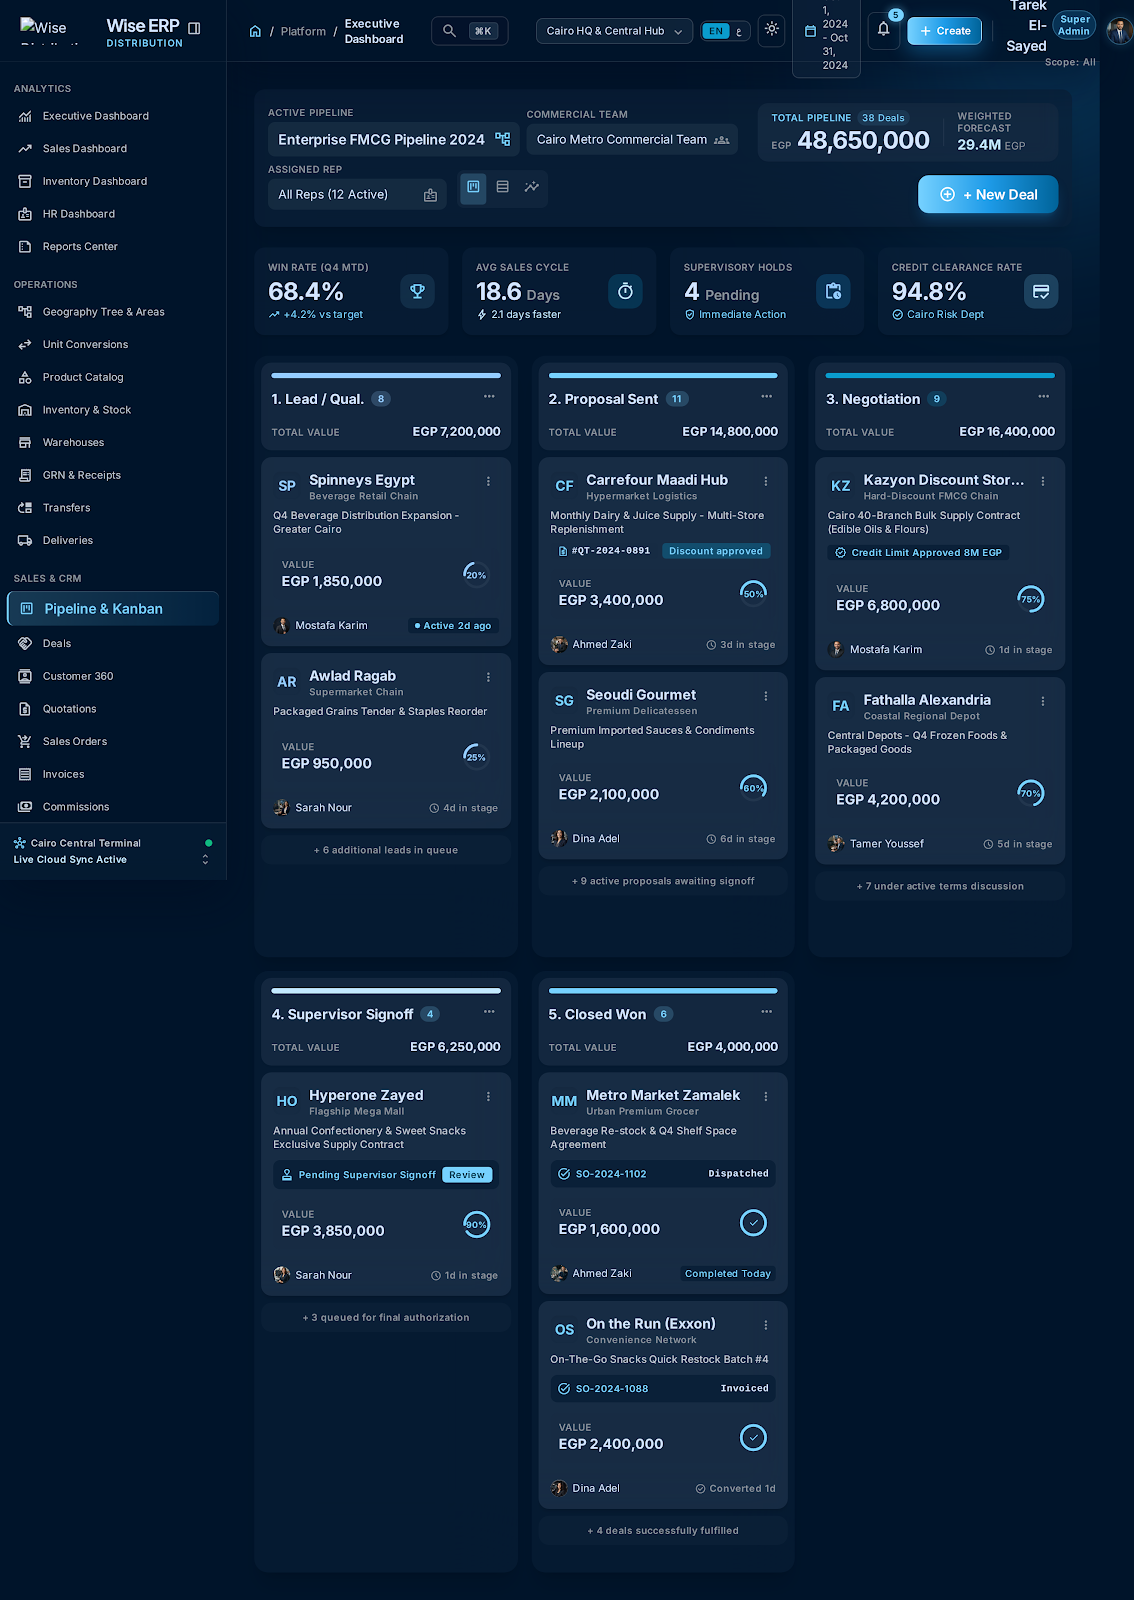 Wise
Wise ERP
DISTRIBUTION
/ Platform / Executive Dashboard
⌘K
Cairo HQ & Central Hub
EN ع
1, 2024 - Oct 31, 2024
5
+ Create
Tarek El-Sayed
Super Admin
Scope: All
ANALYTICS
Executive Dashboard
Sales Dashboard
Inventory Dashboard
HR Dashboard
Reports Center
OPERATIONS
Geography Tree & Areas
Unit Conversions
Product Catalog
Inventory & Stock
Warehouses
GRN & Receipts
Transfers
Deliveries
SALES & CRM
Pipeline & Kanban
Deals
Customer 360
Quotations
Sales Orders
Invoices
Commissions
Cairo Central Terminal
Live Cloud Sync Active
ACTIVE PIPELINE
Enterprise FMCG Pipeline 2024
COMMERCIAL TEAM
Cairo Metro Commercial Team
TOTAL PIPELINE 38 Deals
EGP 48,650,000
WEIGHTED FORECAST
29.4M EGP
ASSIGNED REP
All Reps (12 Active)
+ New Deal
WIN RATE (Q4 MTD)
68.4%
+4.2% vs target
AVG SALES CYCLE
18.6 Days
2.1 days faster
SUPERVISORY HOLDS
4 Pending
Immediate Action
CREDIT CLEARANCE RATE
94.8%
Cairo Risk Dept
1. Lead / Qual. 8
TOTAL VALUE EGP 7,200,000
SP Spinneys Egypt
Beverage Retail Chain
Q4 Beverage Distribution Expansion -
Greater Cairo
VALUE
EGP 1,850,000
20%
Mostafa Karim
Active 2d ago
AR Awlad Ragab
Supermarket Chain
Packaged Grains Tender & Staples Reorder
VALUE
EGP 950,000
25%
Sarah Nour
4d in stage
+ 6 additional leads in queue
2. Proposal Sent 11
TOTAL VALUE EGP 14,800,000
CF Carrefour Maadi Hub
Hypermarket Logistics
Monthly Dairy & Juice Supply - Multi-Store
Replenishment
#QT-2024-0891 Discount approved
VALUE
EGP 3,400,000
50%
Ahmed Zaki
3d in stage
SG Seoudi Gourmet
Premium Delicatessen
Premium Imported Sauces & Condiments
Lineup
VALUE
EGP 2,100,000
60%
Dina Adel
6d in stage
+ 9 active proposals awaiting signoff
3. Negotiation 9
TOTAL VALUE EGP 16,400,000
KZ Kazyon Discount Stor...
Hard-Discount FMCG Chain
Cairo 40-Branch Bulk Supply Contract
(Edible Oils & Flours)
Credit Limit Approved 8M EGP
VALUE
EGP 6,800,000
75%
Mostafa Karim
1d in stage
FA Fathalla Alexandria
Coastal Regional Depot
Central Depots - Q4 Frozen Foods &
Packaged Goods
VALUE
EGP 4,200,000
70%
Tamer Youssef
5d in stage
+ 7 under active terms discussion
4. Supervisor Signoff 4
TOTAL VALUE EGP 6,250,000
HO Hyperone Zayed
Flagship Mega Mall
Annual Confectionery & Sweet Snacks
Exclusive Supply Contract
Pending Supervisor Signoff Review
VALUE
EGP 3,850,000
90%
Sarah Nour
1d in stage
+ 3 queued for final authorization
5. Closed Won 6
TOTAL VALUE EGP 4,000,000
MM Metro Market Zamalek
Urban Premium Grocer
Beverage Re-stock & Q4 Shelf Space
Agreement
SO-2024-1102 Dispatched
VALUE
EGP 1,600,000
Ahmed Zaki
Completed Today
OS On the Run (Exxon)
Convenience Network
On-The-Go Snacks Quick Restock Batch #4
SO-2024-1088 Invoiced
VALUE
EGP 2,400,000
Dina Adel
Converted 1d
+ 4 deals successfully fulfilled